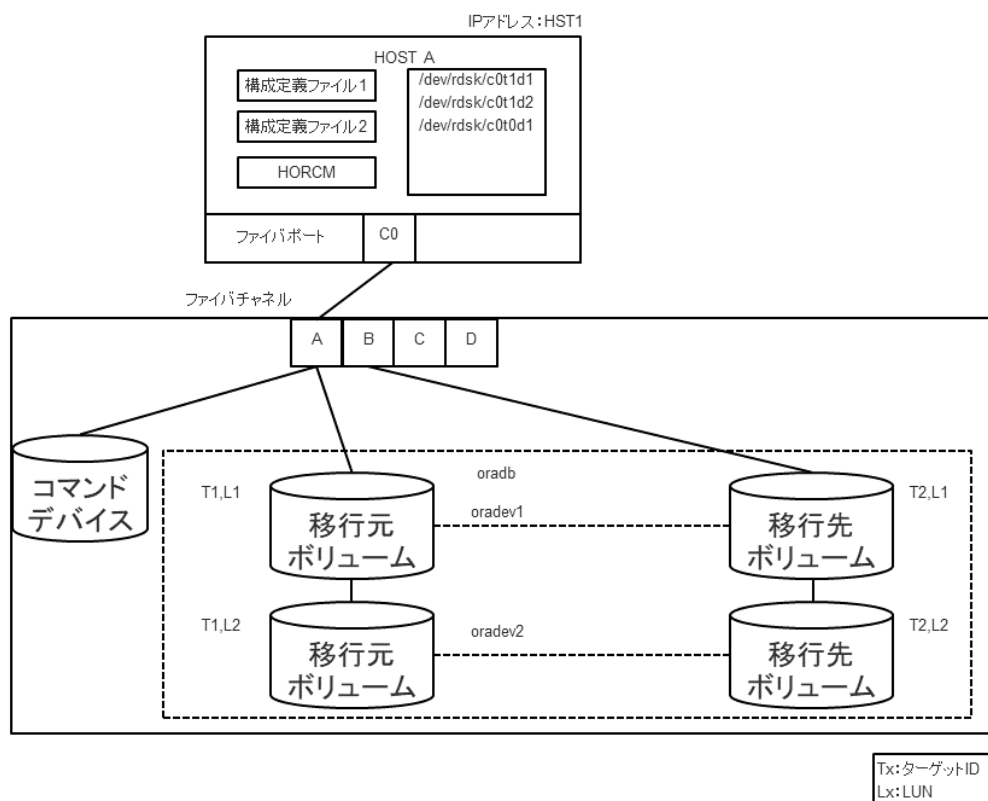 IPアドレス:HST1
HOST A
構成定義ファイル1
構成定義ファイル2
HORCM
/dev/rdsk/c0t1d1
/dev/rdsk/c0t1d2
/dev/rdsk/c0t0d1
ファイバポート
C0
ファイバチャネル
A
B
C
D
コマンド
デバイス
oradb
T1,L1
移行元
ボリューム
oradev1
移行先
ボリューム
T2,L1
T1,L2
移行元
ボリューム
oradev2
移行先
ボリューム
T2,L2
Tx:ターゲットID
Lx:LUN